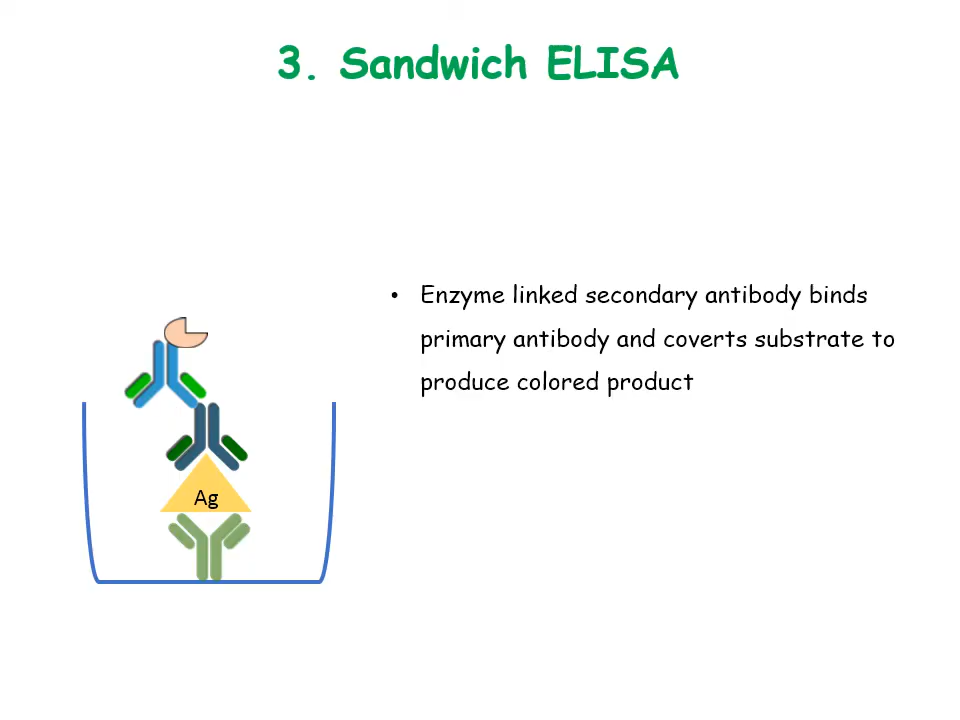 3. Sandwich ELISA
• Enzyme linked secondary antibody binds
primary antibody and coverts substrate to
produce colored product
Ag